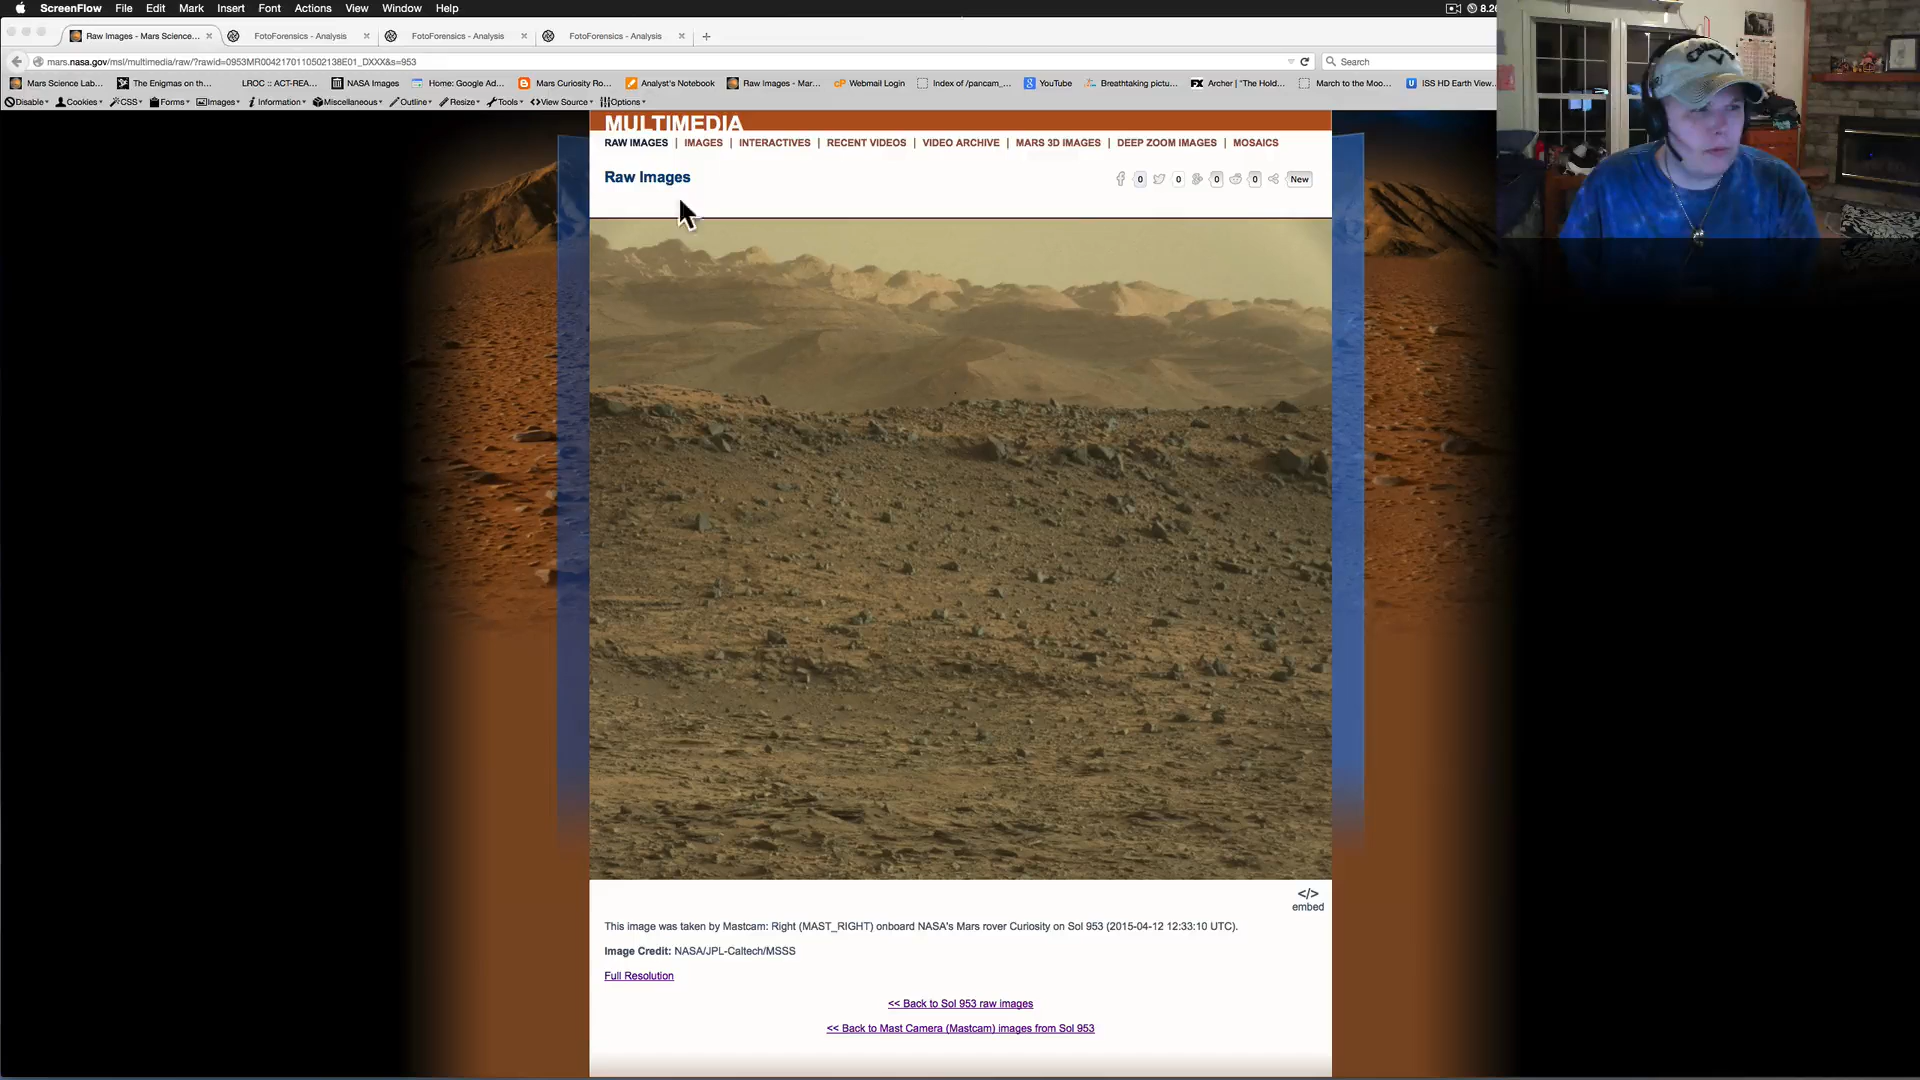 ScreenFlow File Edit Mark Insert Font Actions View Window Help
Raw Images - Mars Science... FotoForensics - Analysis FotoForensics - Analysis FotoForensics - Analysis
mars.nasa.gov/msl/multimedia/raw/?rawid=0953MR0042170110502138E01_DXXX&s=953 Search
Mars Science Lab... The Enigmas on th... LROC :: ACT-REA... NASA Images Home: Google Ad... Mars Curiosity Ro... Analyst's Notebook Raw Images - Mar... Webmail Login Index of /pancam_... YouTube Breathtaking pictu... Archer | "The Hold... March to the Moo... ISS HD Earth View...
Disable Cookies CSS Forms Images Information Miscellaneous Outline Resize Tools View Source Options
MULTIMEDIA
RAW IMAGES | IMAGES | INTERACTIVES | RECENT VIDEOS | VIDEO ARCHIVE | MARS 3D IMAGES | DEEP ZOOM IMAGES | MOSAICS
Raw Images 0 0 0 0 New
</>
embed
This image was taken by Mastcam: Right (MAST_RIGHT) onboard NASA's Mars rover Curiosity on Sol 953 (2015-04-12 12:33:10 UTC).
Image Credit: NASA/JPL-Caltech/MSSS
Full Resolution
<< Back to Sol 953 raw images
<< Back to Mast Camera (Mastcam) images from Sol 953